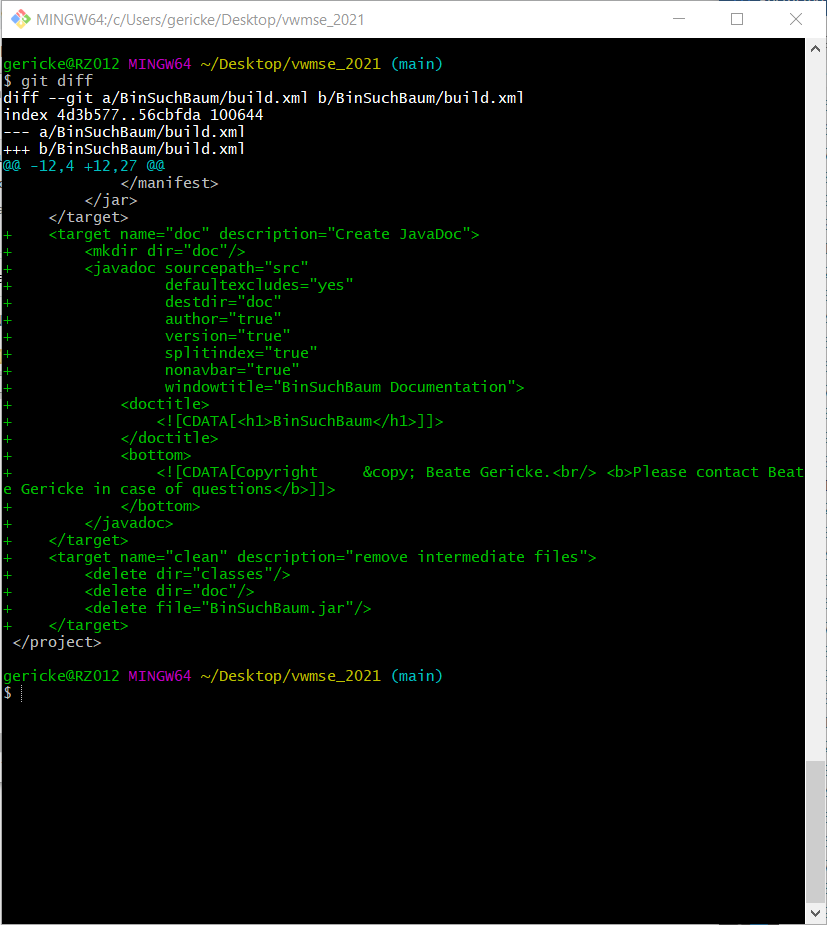 MINGW64:/c/Users/gericke/Desktop/vwmse_2021
gericke@RZ012 MINGW64 ~/Desktop/vwmse_2021 (main)
$ git diff
diff --git a/BinSuchBaum/build.xml b/BinSuchBaum/build.xml
index 4d3b577..56cbfda 100644
--- a/BinSuchBaum/build.xml
+++ b/BinSuchBaum/build.xml
@@ -12,4 +12,27 @@
             </manifest>
         </jar>
     </target>
+    <target name="doc" description="Create JavaDoc">
+        <mkdir dir="doc"/>
+        <javadoc sourcepath="src"
+                 defaultexcludes="yes"
+                 destdir="doc"
+                 author="true"
+                 version="true"
+                 splitindex="true"
+                 nonavbar="true"
+                 windowtitle="BinSuchBaum Documentation">
+            <doctitle>
+                <![CDATA[<h1>BinSuchBaum</h1>]]>
+            </doctitle>
+            <bottom>
+                <![CDATA[Copyright     &copy; Beate Gericke.<br/> <b>Please contact Beat
e Gericke in case of questions</b>]]>
+            </bottom>
+        </javadoc>
+    </target>
+    <target name="clean" description="remove intermediate files">
+        <delete dir="classes"/>
+        <delete dir="doc"/>
+        <delete file="BinSuchBaum.jar"/>
+    </target>
 </project>
gericke@RZ012 MINGW64 ~/Desktop/vwmse_2021 (main)
$